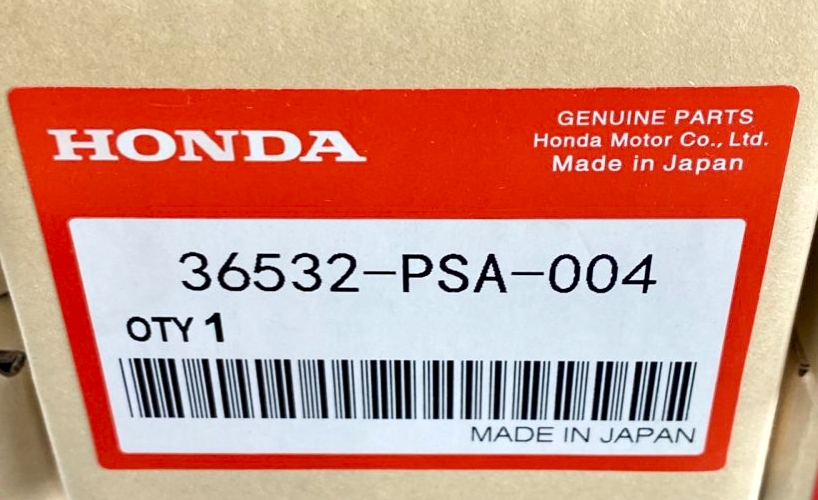 HONDA
GENUINE PARTS
Honda Motor Co., Ltd.
Made in Japan
36532-PSA-004
QTY 1
MADE IN JAPAN